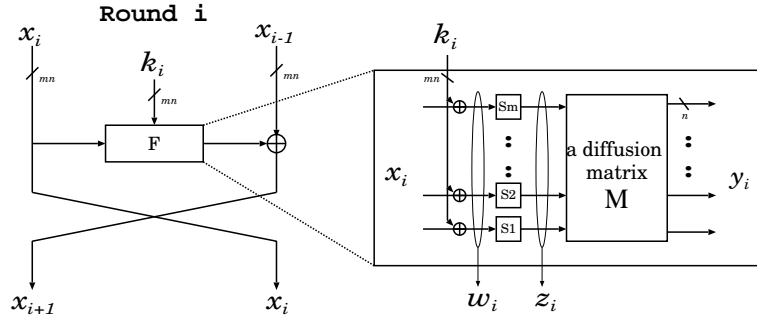 Round i
x_i
x_{i-1}
mn
k_i
mn
mn
F
x_{i+1}
x_i
k_i
mn
Sm
x_i
S2
S1
a diffusion
matrix
M
n
y_i
w_i
z_i